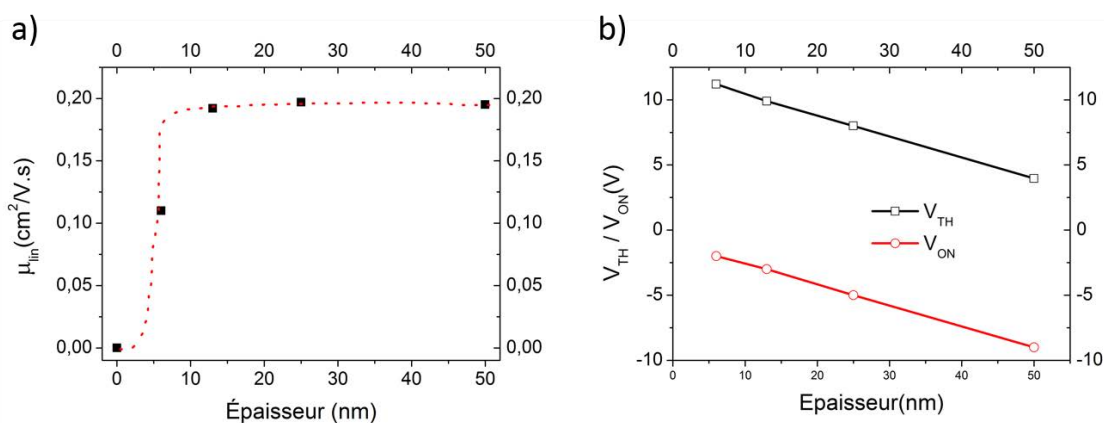 a)
0 10 20 30 40 50
0,20 0,20
0,15 0,15
0,10 0,10
0,05 0,05
0,00 0,00
μlin(cm²/V.s)
0 10 20 30 40 50
Épaisseur (nm)
b)
0 10 20 30 40 50
10 10
5 5
0 0
-5 -5
-10 -10
VTH / VON(V)
VTH
VON
0 10 20 30 40 50
Epaisseur(nm)